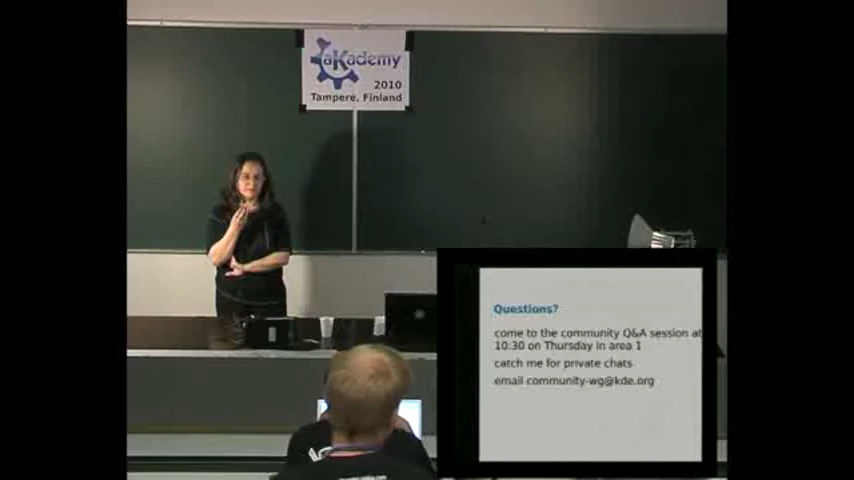 aKademy
2010
Tampere, Finland
Questions?
come to the community Q&A session at
10:30 on Thursday in area 1
catch me for private chats
email community-wg@kde.org